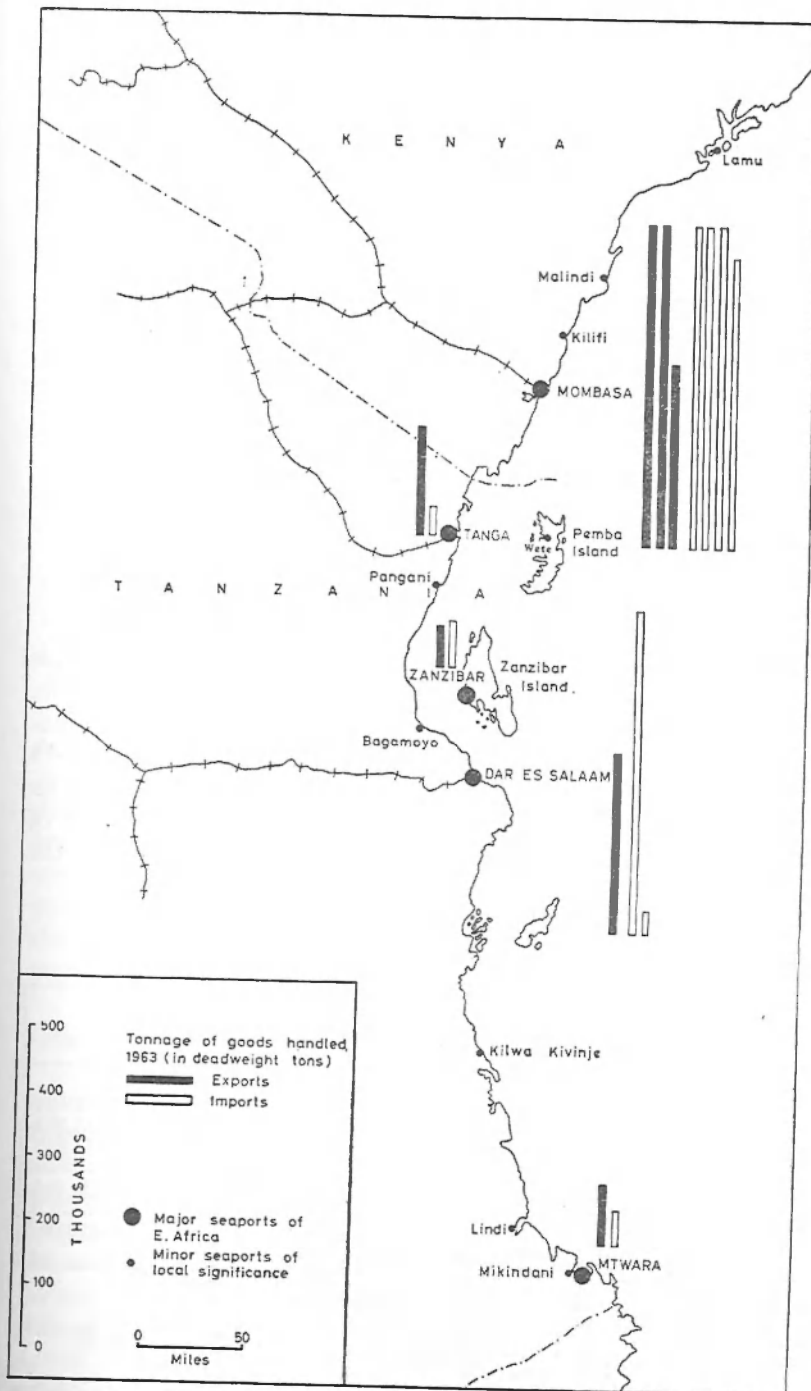 K E N Y A
Lamu
Malindi
Kilifi
MOMBASA
TANGA
Wete
Pemba
Island
Pangani
T A N Z A N I A
ZANZIBAR
Zanzibar
Island
Bagamoyo
DAR ES SALAAM
Kilwa Kivinje
Lindi
Mikindani
MTWARA
500
400
300
200
100
0
THOUSANDS
Tonnage of goods handled,
1963 (in deadweight tons)
Exports
Imports
Major seaports of
E. Africa
Minor seaports of
local significance
0 50
Miles